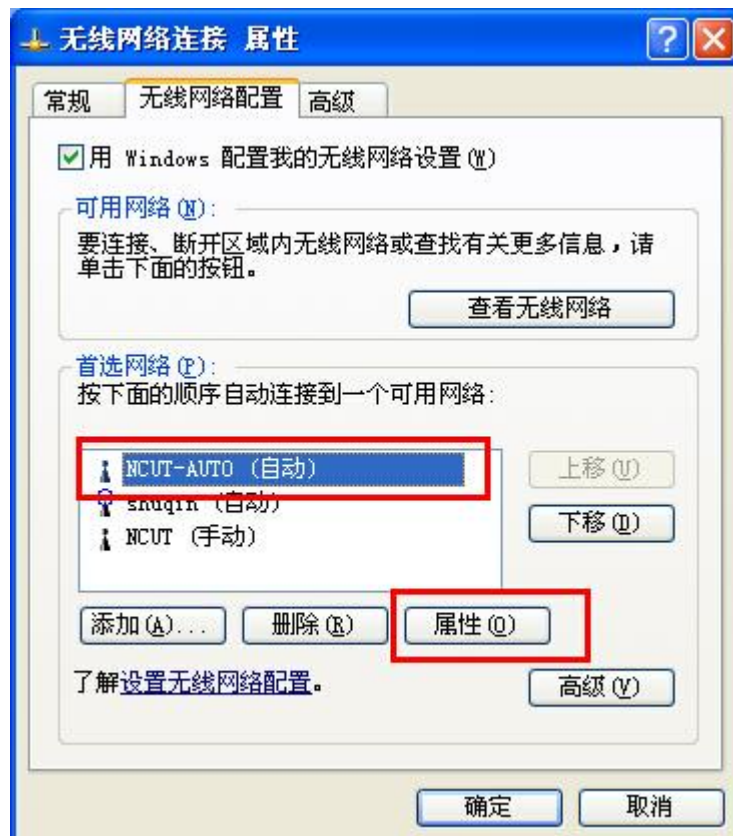 无线网络连接 属性
常规 无线网络配置 高级
用 Windows 配置我的无线网络设置(W)
可用网络(N):
要连接、断开区域内无线网络或查找有关更多信息，请
单击下面的按钮。
查看无线网络
首选网络(P):
按下面的顺序自动连接到一个可用网络:
NCUT-AUTO (自动)
shuqin (自动)
NCUT (手动)
上移(U)
下移(D)
添加(A)... 删除(R) 属性(O)
了解设置无线网络配置。
高级(V)
确定 取消